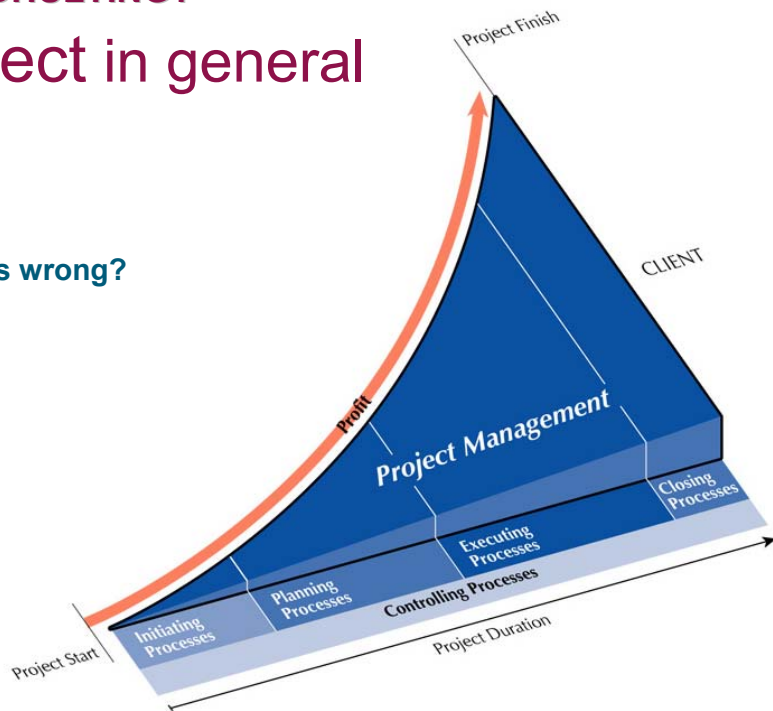 ect in general
s wrong?
Project Finish
CLIENT
Profit
Project Management
Closing
Processes
Executing
Processes
Planning
Processes
Initiating
Processes
Controlling Processes
Project Start
Project Duration